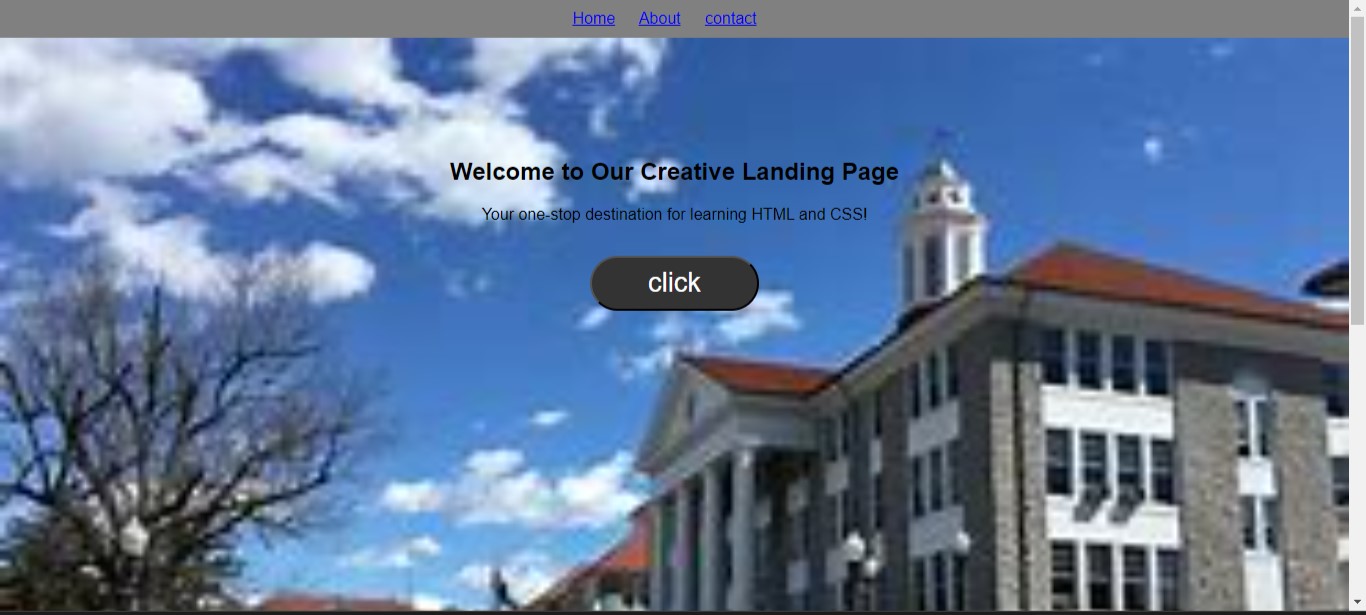 Home About contact
Welcome to Our Creative Landing Page
Your one-stop destination for learning HTML and CSS!
click